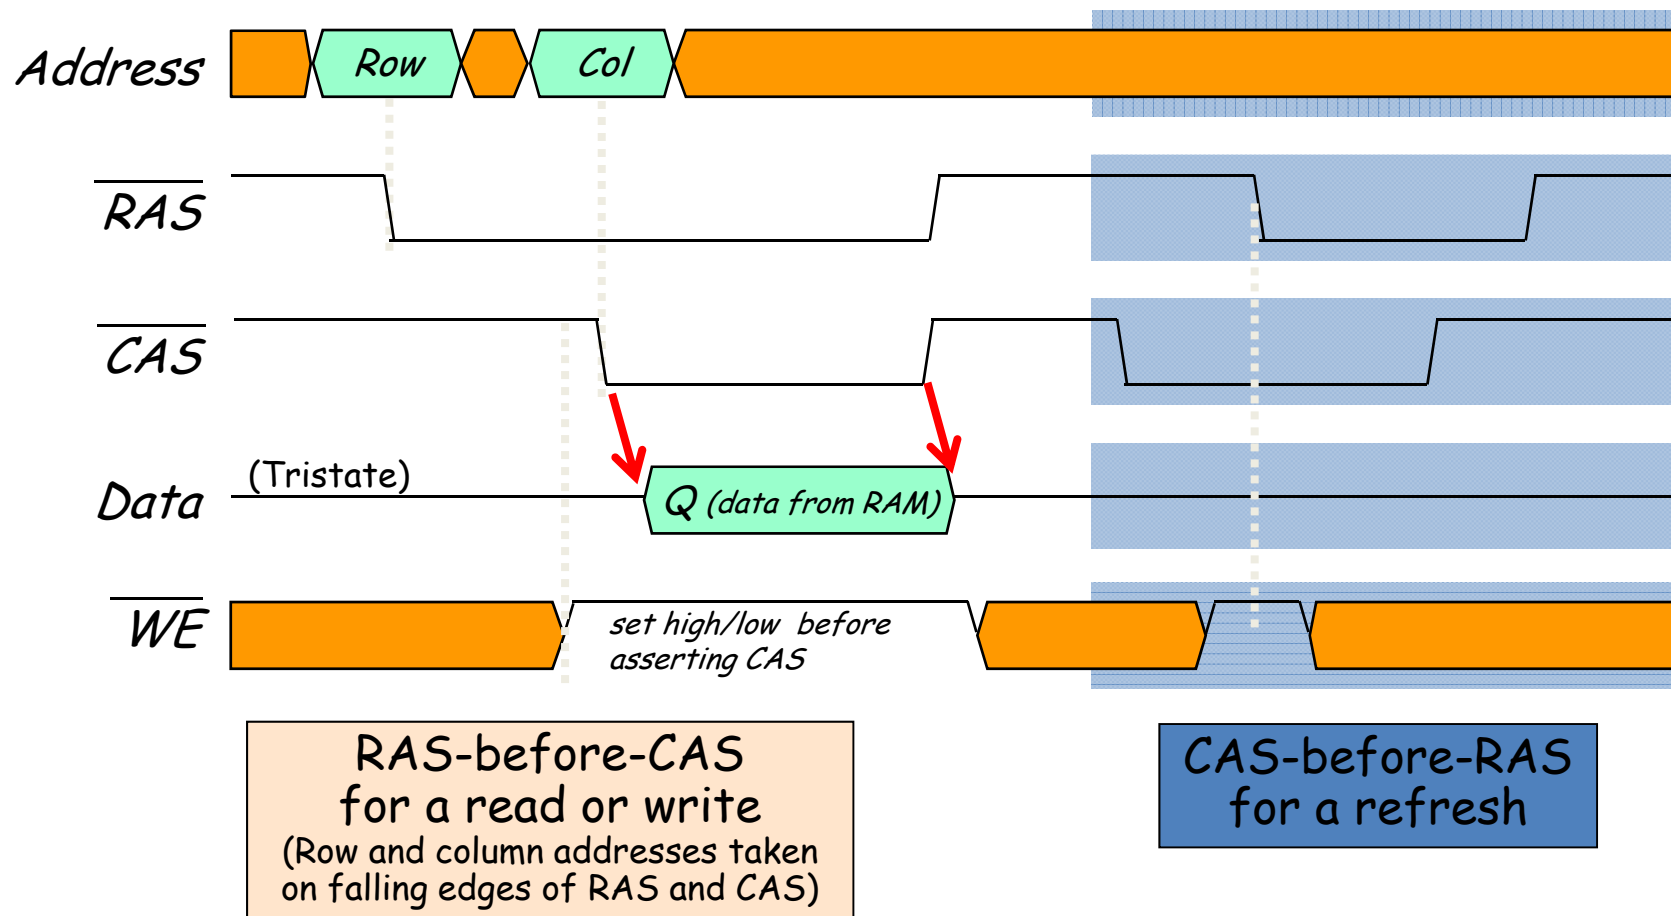 Address
Row
Col
RAS
CAS
(Tristate)
Data
Q (data from RAM)
WE
set high/low before
asserting CAS
RAS-before-CAS
for a read or write
(Row and column addresses taken
on falling edges of RAS and CAS)
CAS-before-RAS
for a refresh